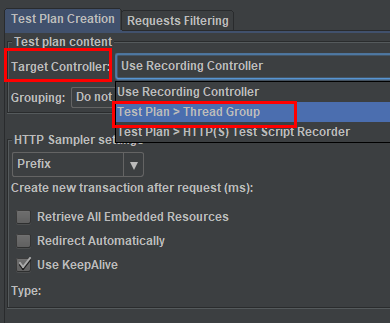 Test Plan Creation
Requests Filtering
Test plan content
Target Controller:
Use Recording Controller
Use Recording Controller
Grouping:
Do not
Test Plan > Thread Group
Test Plan > HTTP(S) Test Script Recorder
HTTP Sampler settings
Prefix
Create new transaction after request (ms):
Retrieve All Embedded Resources
Redirect Automatically
Use KeepAlive
Type: